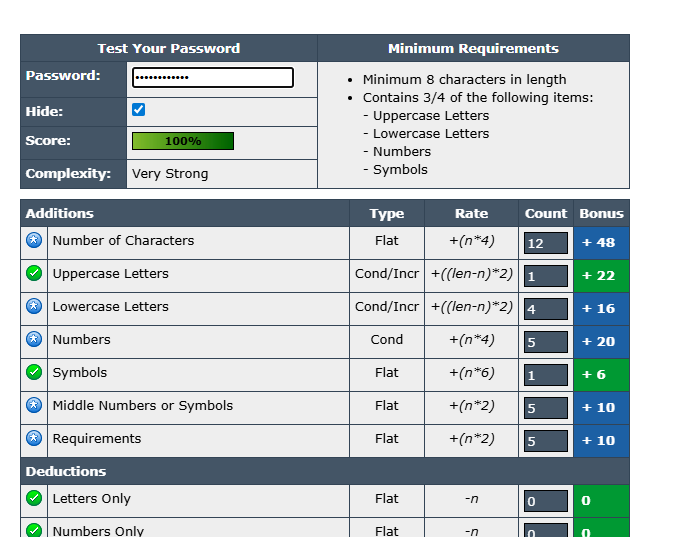 Test Your Password
Minimum Requirements
Password:
••••••••••••
Hide:
Score:
100%
Complexity:
Very Strong
• Minimum 8 characters in length
• Contains 3/4 of the following items:
- Uppercase Letters
- Lowercase Letters
- Numbers
- Symbols
Additions Type Rate Count Bonus
Number of Characters Flat +(n*4) 12 + 48
Uppercase Letters Cond/Incr +((len-n)*2) 1 + 22
Lowercase Letters Cond/Incr +((len-n)*2) 4 + 16
Numbers Cond +(n*4) 5 + 20
Symbols Flat +(n*6) 1 + 6
Middle Numbers or Symbols Flat +(n*2) 5 + 10
Requirements Flat +(n*2) 5 + 10
Deductions
Letters Only Flat -n 0 0
Numbers Only Flat -n 0 0